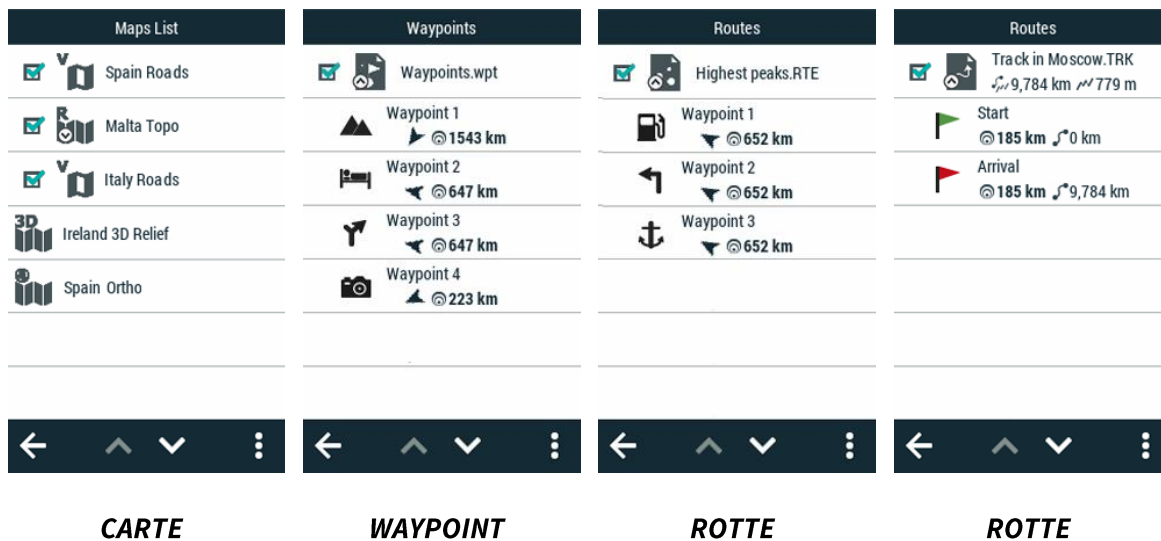 Maps List
V
Spain Roads
R
Malta Topo
V
Italy Roads
3D
Ireland 3D Relief
Spain Ortho
CARTE
Waypoints
Waypoints.wpt
Waypoint 1
1543 km
Waypoint 2
647 km
Waypoint 3
647 km
Waypoint 4
223 km
WAYPOINT
Routes
Highest peaks.RTE
Waypoint 1
652 km
Waypoint 2
652 km
Waypoint 3
652 km
ROTTE
Routes
Track in Moscow.TRK
9,784 km 779 m
Start
185 km 0 km
Arrival
185 km 9,784 km
ROTTE